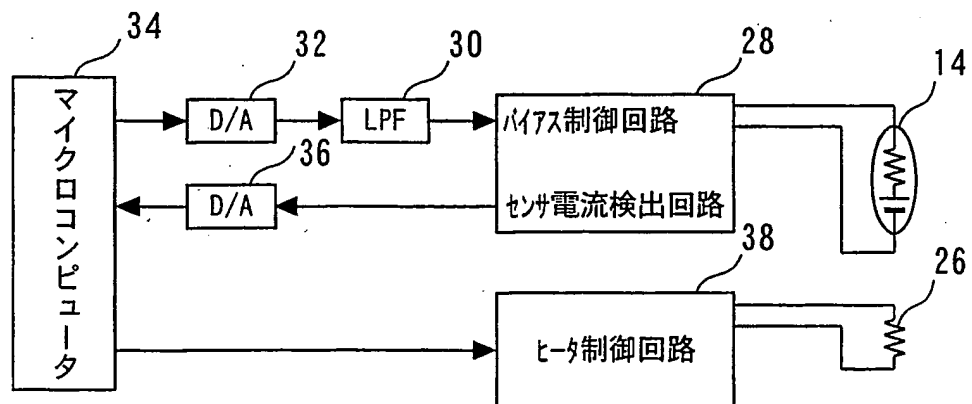 34
32
30
28
14
マイクロコンピュータ
D/A
LPF
バイアス制御回路
36
D/A
センサ電流検出回路
38
26
ヒータ制御回路